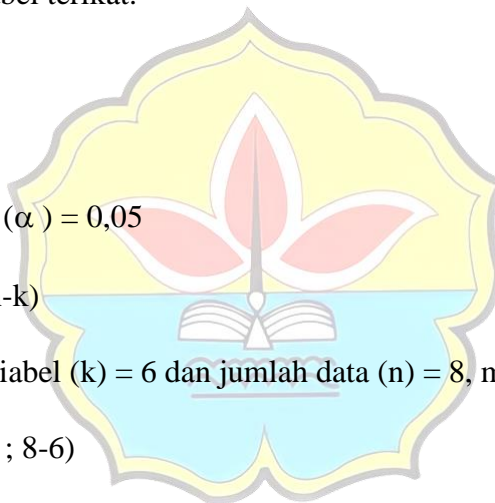 bel terikat.
(α ) = 0,05
-k)
iabel (k) = 6 dan jumlah data (n) = 8, m
; 8-6)